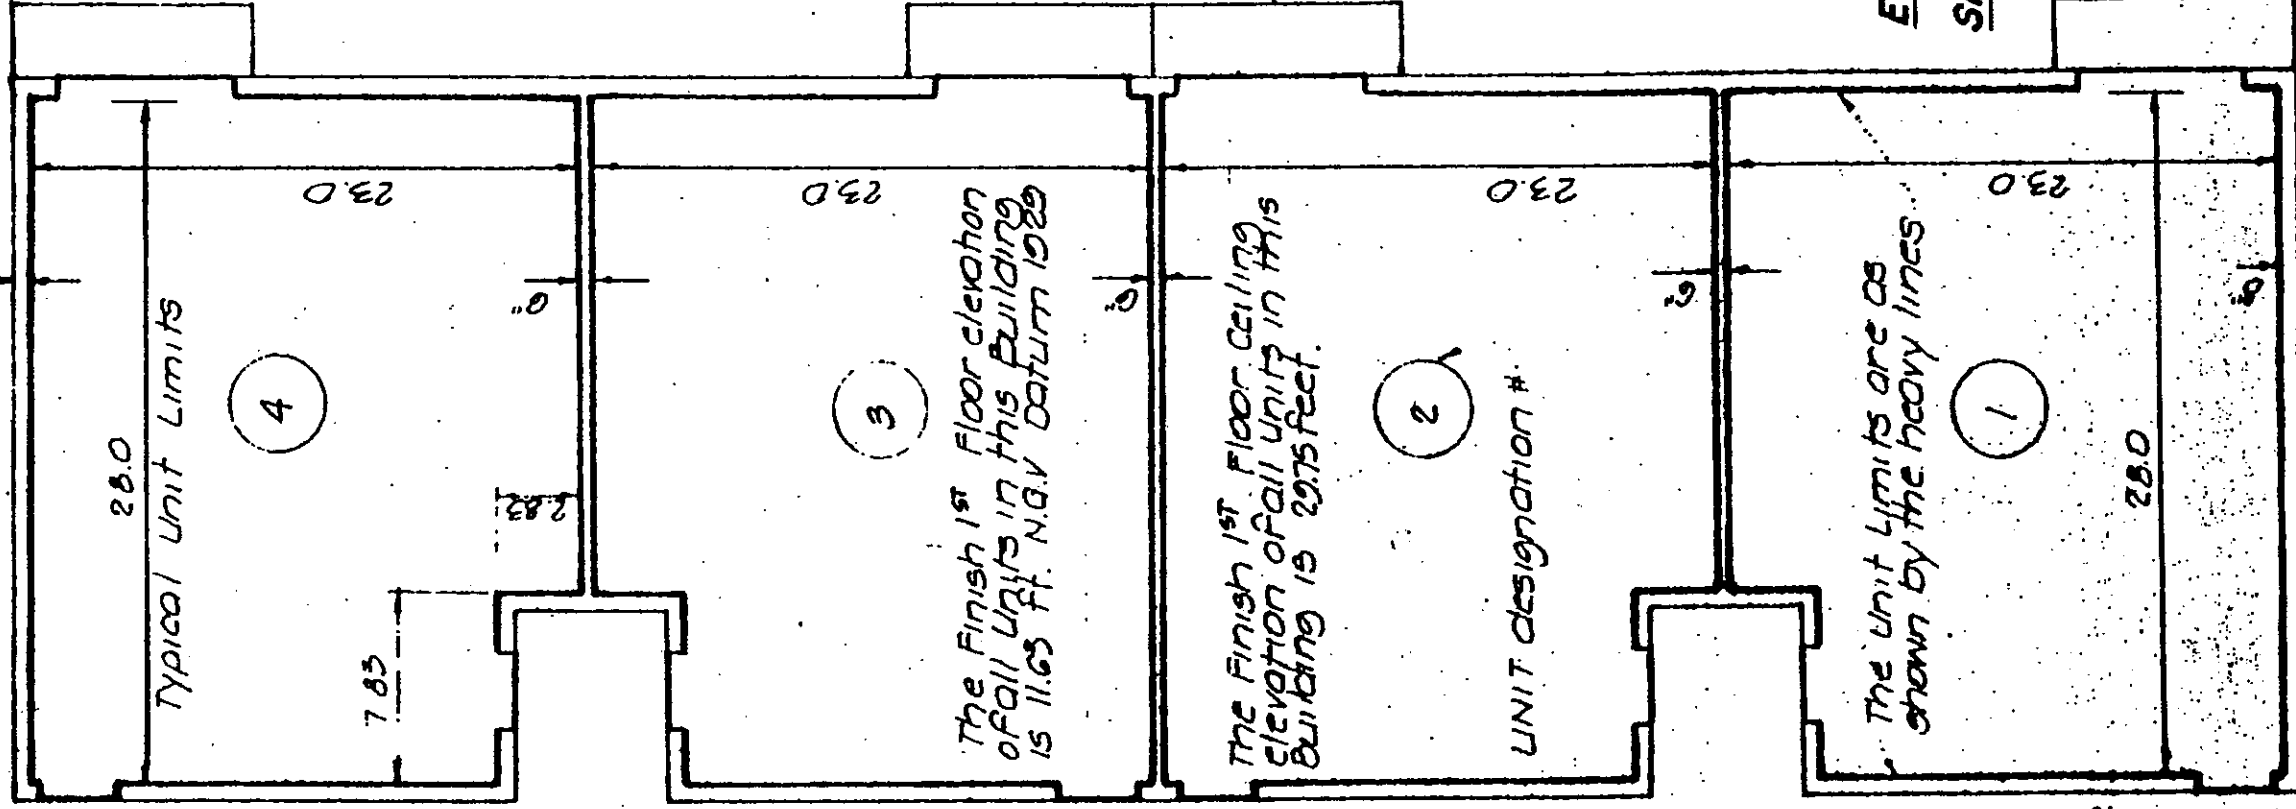 28.0
Typical Unit Limits
4
23.0
6"
2.83
7.83
3
23.0
The Finish 1ST Floor elevation
of all Units in this Building
is 11.63 Ft. N.G.V Datum 1929
6"
The Finish 1ST Floor Ceiling
elevation of all units in this
Building is 29.75 feet.
2
23.0
UNIT designation #.
6"
The Unit Limits are as
shown by the heavy lines
1
23.0
28.0